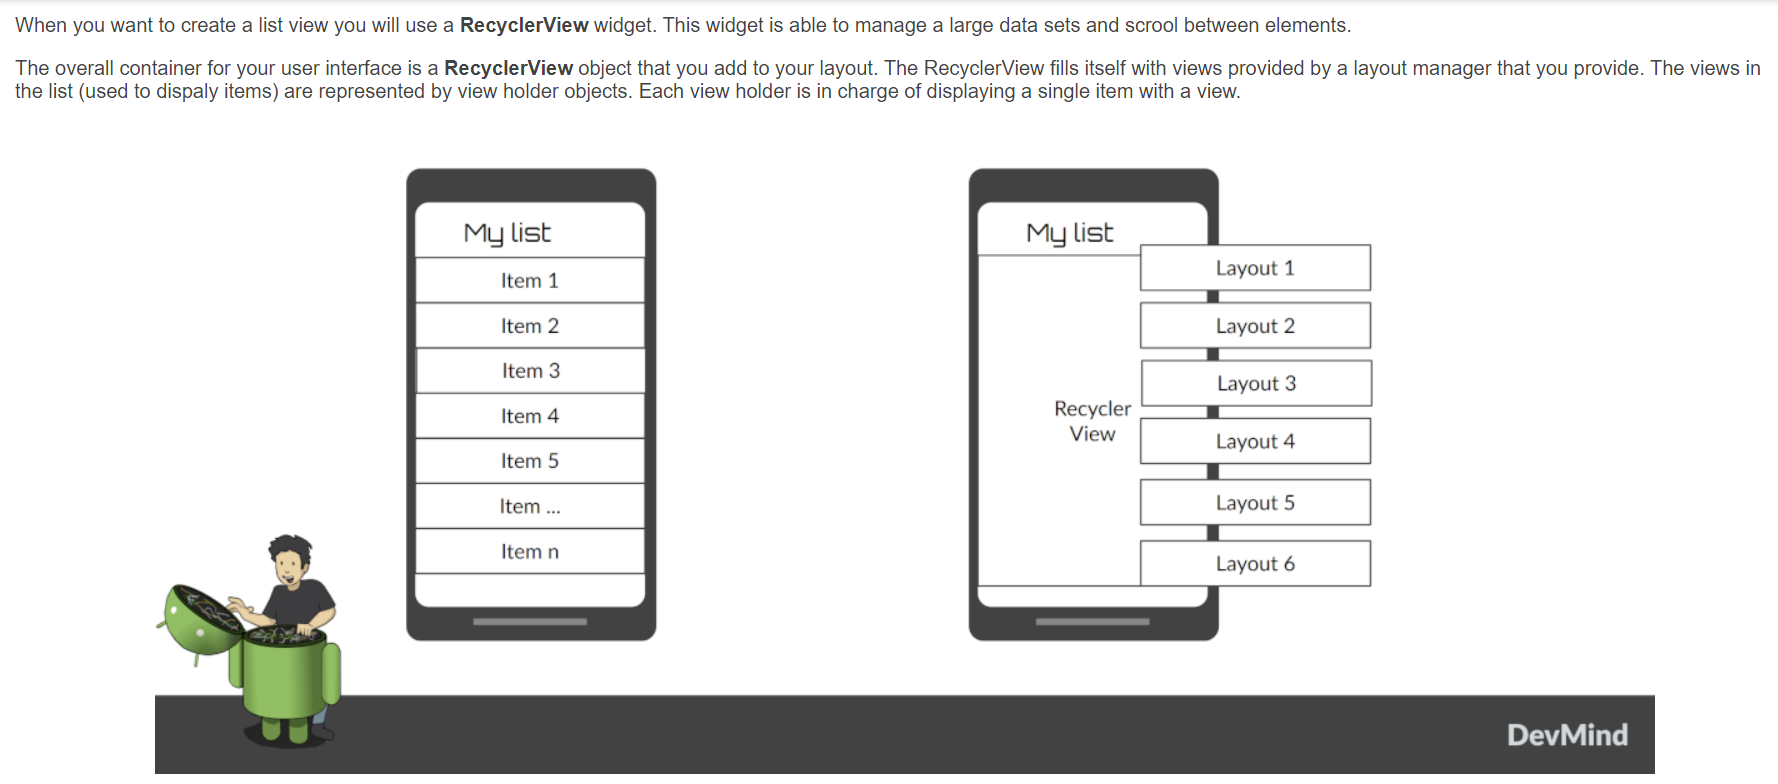 When you want to create a list view you will use a RecyclerView widget. This widget is able to manage a large data sets and scrool between elements.
The overall container for your user interface is a RecyclerView object that you add to your layout. The RecyclerView fills itself with views provided by a layout manager that you provide. The views in
the list (used to dispaly items) are represented by view holder objects. Each view holder is in charge of displaying a single item with a view.
My list
Item 1
Item 2
Item 3
Item 4
Item 5
Item ...
Item n
My list
Recycler
View
Layout 1
Layout 2
Layout 3
Layout 4
Layout 5
Layout 6
DevMind